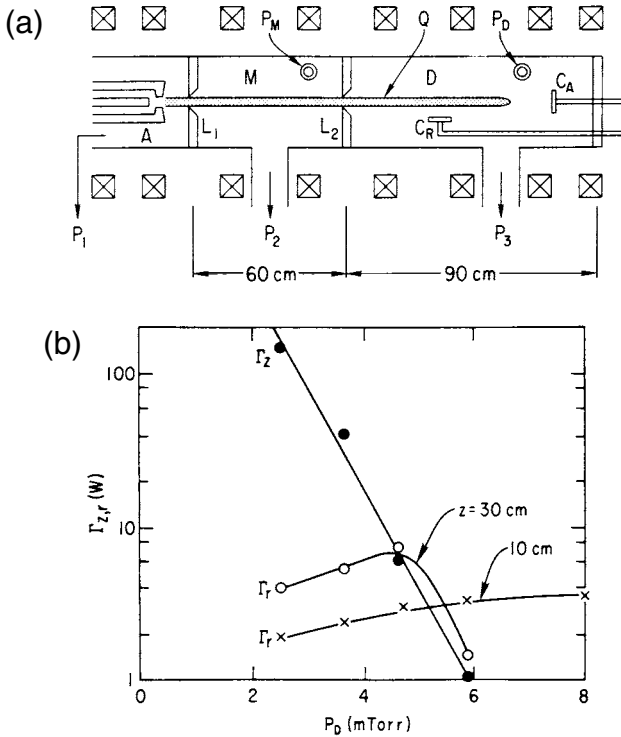 (a)
P_M Q P_D
M D C_A
A L_1 L_2 C_R
P_1 P_2 P_3
60 cm 90 cm
(b)
100
10
1
Γ_z,r (W)
Γ_z
z = 30 cm
10 cm
Γ_r
Γ_r
0 2 4 6 8
P_D (mTorr)